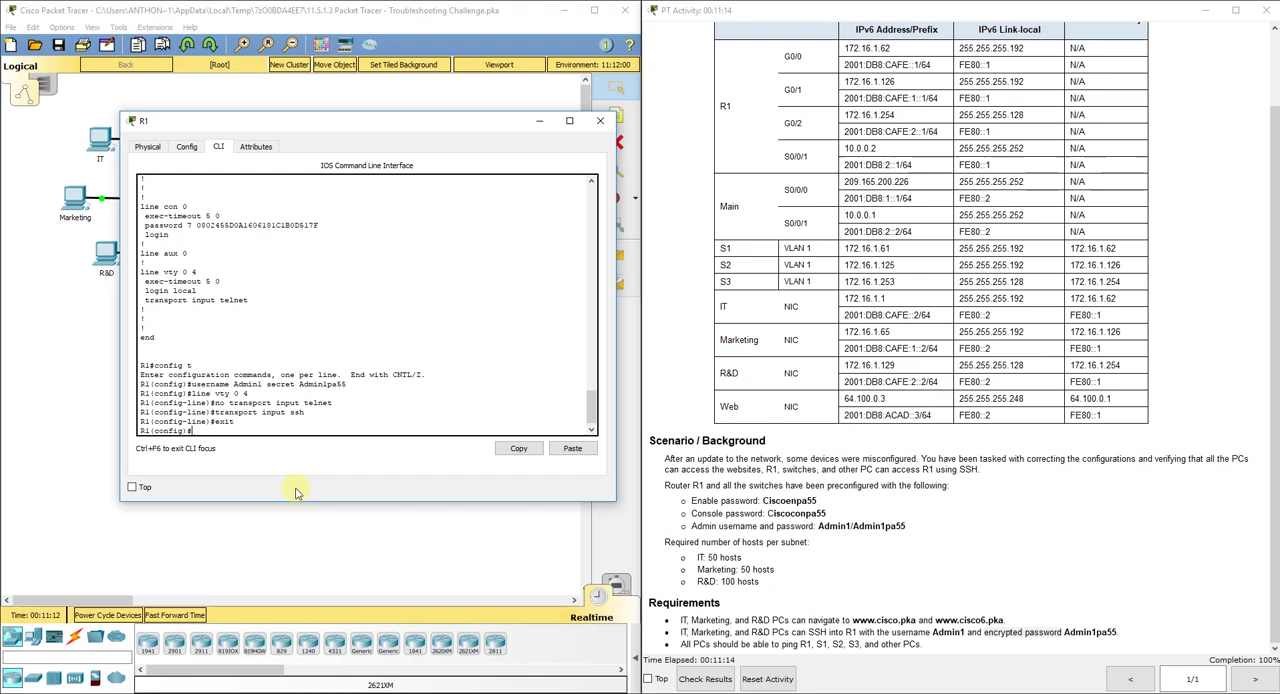 Cisco Packet Tracer - C:\Users\ANTHON~1\AppData\Local\Temp\7zO0BDA4EE7\11.5.1.3 Packet Tracer - Troubleshooting Challenge.pka
File Edit Options View Tools Extensions Help
Logical Back [Root] New Cluster Move Object Set Tiled Background Viewport Environment: 11:12:00
IT
Marketing
R&D
R1
Physical Config CLI Attributes
IOS Command Line Interface
!
!
!
line con 0
exec-timeout 5 0
password 7 0802455D0A1606181C1B0D517F
login
!
line aux 0
!
line vty 0 4
exec-timeout 5 0
login local
transport input telnet
!
!
!
end
R1#config t
Enter configuration commands, one per line. End with CNTL/Z.
R1(config)#username Admin1 secret Admin1pa55
R1(config)#line vty 0 4
R1(config-line)#no transport input telnet
R1(config-line)#transport input ssh
R1(config-line)#exit
R1(config)#
Ctrl+F6 to exit CLI focus
Copy Paste
Top
Time: 00:11:12 Power Cycle Devices Fast Forward Time Realtime
1941 2901 2911 819IOX 819HGW 829 1240 4321 Generic Generic 1841 2620XM 2621XM 2811
2621XM
PT Activity: 00:11:14
IPv6 Address/Prefix IPv6 Link-local
R1 G0/0 172.16.1.62 255.255.255.192 N/A
2001:DB8:CAFE::1/64 FE80::1 N/A
G0/1 172.16.1.126 255.255.255.192 N/A
2001:DB8:CAFE:1::1/64 FE80::1 N/A
G0/2 172.16.1.254 255.255.255.128 N/A
2001:DB8:CAFE:2::1/64 FE80::1 N/A
S0/0/1 10.0.0.2 255.255.255.252 N/A
2001:DB8:2::1/64 FE80::1 N/A
Main S0/0/0 209.165.200.226 255.255.255.252 N/A
2001:DB8:1::1/64 FE80::2 N/A
S0/0/1 10.0.0.1 255.255.255.252 N/A
2001:DB8:2::2/64 FE80::2 N/A
S1 VLAN 1 172.16.1.61 255.255.255.192 172.16.1.62
S2 VLAN 1 172.16.1.125 255.255.255.192 172.16.1.126
S3 VLAN 1 172.16.1.253 255.255.255.128 172.16.1.254
IT NIC 172.16.1.1 255.255.255.192 172.16.1.62
2001:DB8:CAFE::2/64 FE80::2 FE80::1
Marketing NIC 172.16.1.65 255.255.255.192 172.16.1.126
2001:DB8:CAFE:1::2/64 FE80::2 FE80::1
R&D NIC 172.16.1.129 255.255.255.128 172.16.1.254
2001:DB8:CAFE:2::2/64 FE80::2 FE80::1
Web NIC 64.100.0.3 255.255.255.248 64.100.0.1
2001:DB8:ACAD::3/64 FE80::2 FE80::1
Scenario / Background
After an update to the network, some devices were misconfigured. You have been tasked with correcting the configurations and verifying that all the PCs
can access the websites, R1, switches, and other PC can access R1 using SSH.
Router R1 and all the switches have been preconfigured with the following:
o Enable password: Ciscoenpa55
o Console password: Ciscoconpa55
o Admin username and password: Admin1/Admin1pa55
Required number of hosts per subnet:
o IT: 50 hosts
o Marketing: 50 hosts
o R&D: 100 hosts
Requirements
• IT, Marketing, and R&D PCs can navigate to www.cisco.pka and www.cisco6.pka.
• IT, Marketing, and R&D PCs can SSH into R1 with the username Admin1 and encrypted password Admin1pa55.
• All PCs should be able to ping R1, S1, S2, S3, and other PCs.
Time Elapsed: 00:11:14 Completion: 100%
Top Check Results Reset Activity < 1/1 >